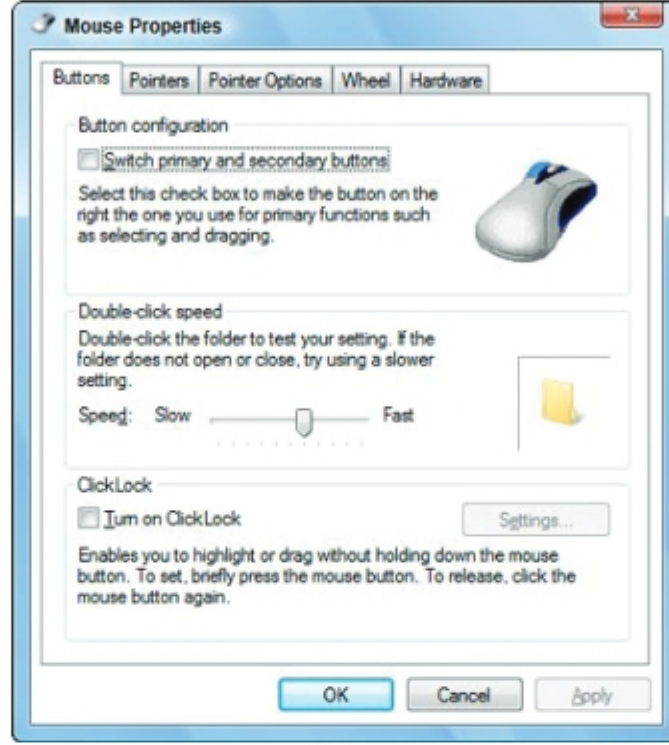 Mouse Properties
Buttons Pointers Pointer Options Wheel Hardware
Button configuration
Switch primary and secondary buttons
Select this check box to make the button on the
right the one you use for primary functions such
as selecting and dragging.
Double-click speed
Double-click the folder to test your setting. If the
folder does not open or close, try using a slower
setting.
Speed: Slow Fast
ClickLock
Turn on ClickLock Settings...
Enables you to highlight or drag without holding down the mouse
button. To set, briefly press the mouse button. To release, click the
mouse button again.
OK Cancel Apply